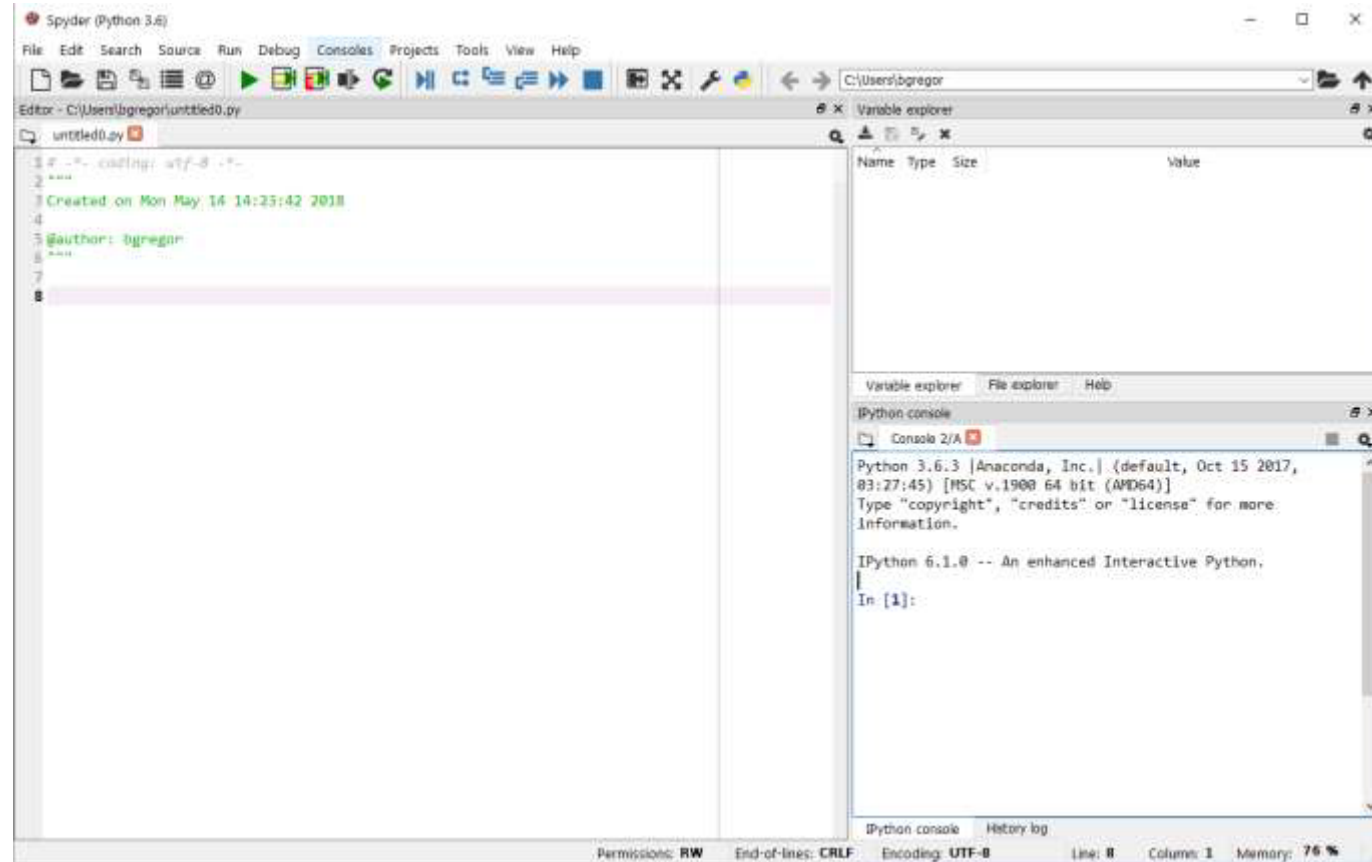 Spyder (Python 3.6)
File Edit Search Source Run Debug Consoles Projects Tools View Help
C:\Users\bgregor
Editor - C:\Users\bgregor\untitled0.py
untitled0.py
1 # -*- coding: utf-8 -*-
2 """
3 Created on Mon May 14 14:23:42 2018
4
5 @author: bgregor
6 """
7
8
Variable explorer
Name Type Size Value
Variable explorer File explorer Help
IPython console
Console 2/A
Python 3.6.3 |Anaconda, Inc.| (default, Oct 15 2017,
03:27:45) [MSC v.1900 64 bit (AMD64)]
Type "copyright", "credits" or "license" for more
information.
IPython 6.1.0 -- An enhanced Interactive Python.
In [1]:
IPython console History log
Permissions: RW End-of-lines: CRLF Encoding: UTF-8 Line: 8 Column: 1 Memory: 76 %